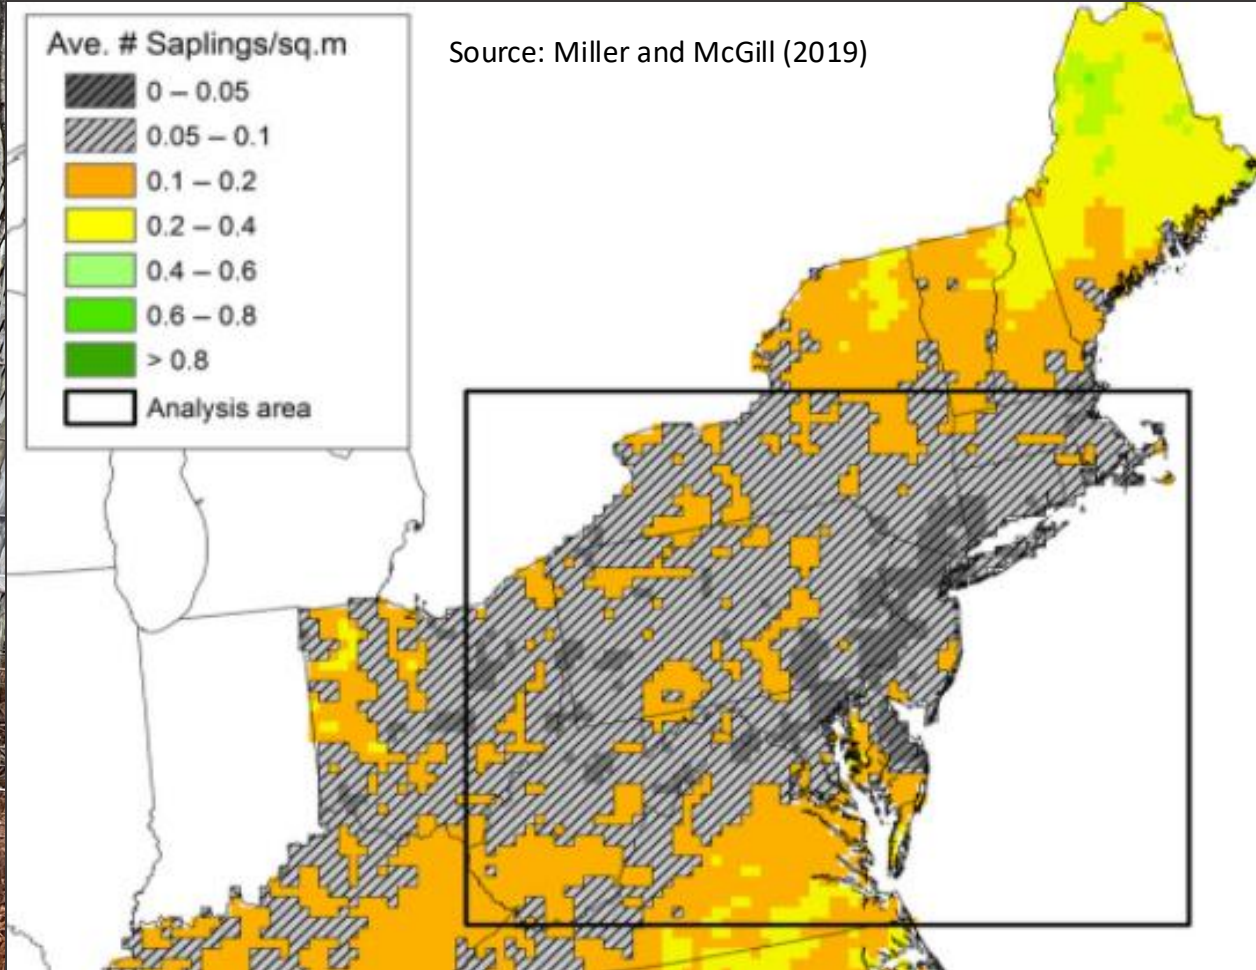 Ave. # Saplings/sq.m
Source: Miller and McGill (2019)
0 – 0.05
0.05 – 0.1
0.1 – 0.2
0.2 – 0.4
0.4 – 0.6
0.6 – 0.8
> 0.8
Analysis area